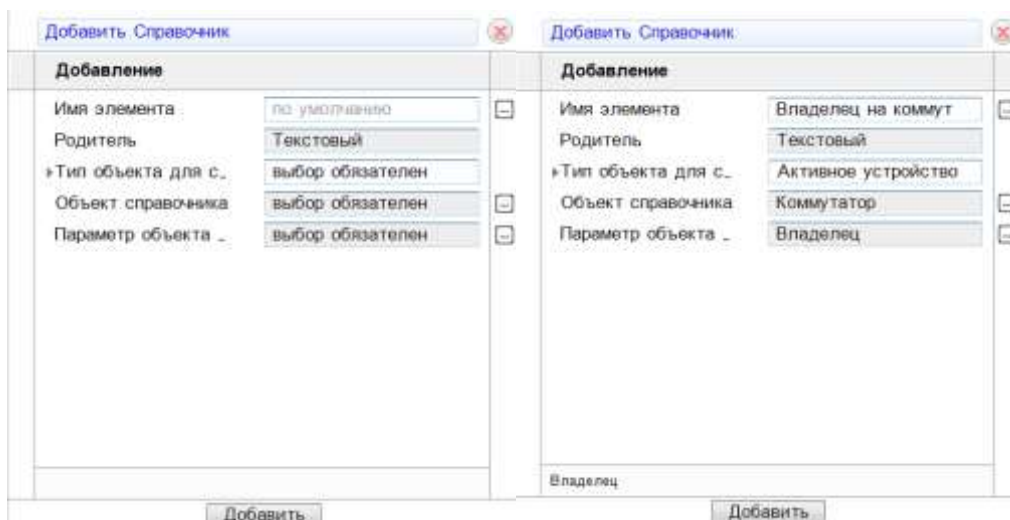 Добавить Справочник
Добавление
Имя элемента по умолчанию
Родитель Текстовый
Тип объекта для с_ выбор обязателен
Объект справочника выбор обязателен
Параметр объекта _ выбор обязателен
Добавить
Добавить Справочник
Добавление
Имя элемента Владелец на коммут
Родитель Текстовый
Тип объекта для с_ Активное устройство
Объект справочника Коммутатор
Параметр объекта _ Владелец
Владелец
Добавить